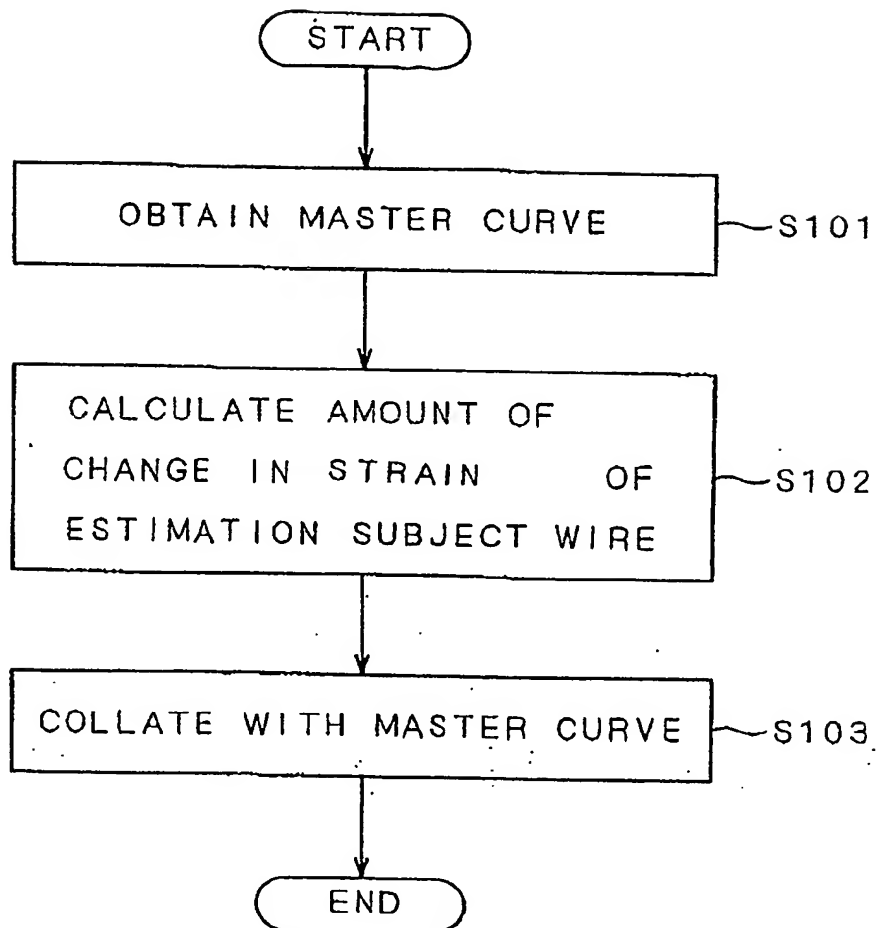 START
OBTAIN MASTER CURVE
S101
CALCULATE AMOUNT OF
CHANGE IN STRAIN OF
ESTIMATION SUBJECT WIRE
S102
COLLATE WITH MASTER CURVE
S103
END